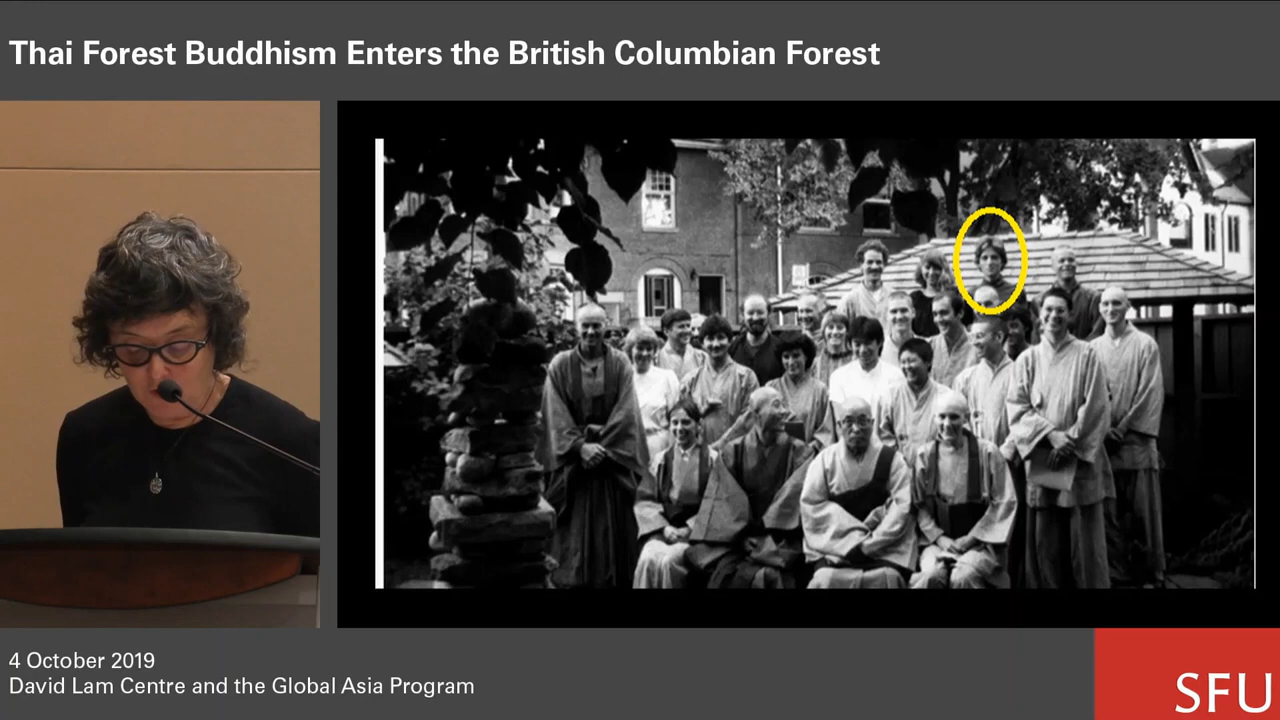 Thai Forest Buddhism Enters the British Columbian Forest
4 October 2019
David Lam Centre and the Global Asia Program
SFU